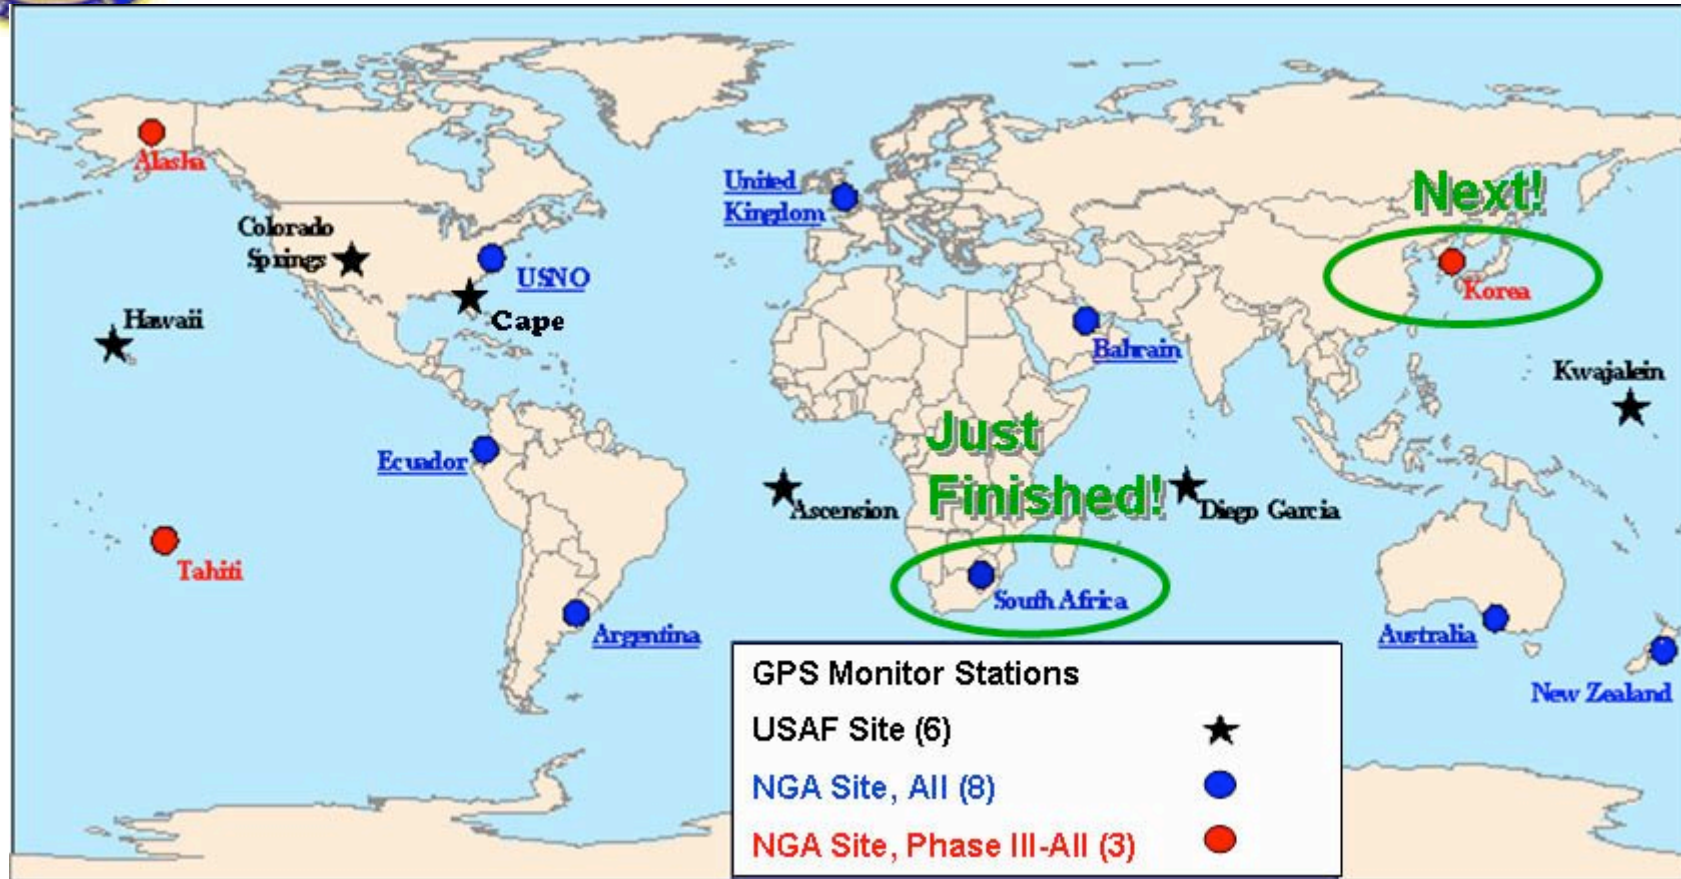 Alaska
Colorado
Springs
USNO
Cape
Hawaii
Ecuador
Tahiti
Argentina
United
Kingdom
Bahrain
Next!
Korea
Kwajalein
Just
Finished!
Ascension
Diego Garcia
South Africa
Australia
New Zealand
GPS Monitor Stations
USAF Site (6)
NGA Site, All (8)
NGA Site, Phase III-All (3)